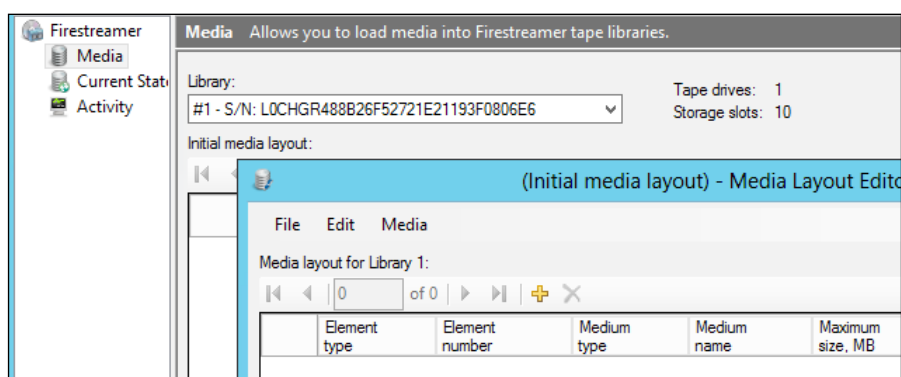 Firestreamer
Media
Current State
Activity
Media Allows you to load media into Firestreamer tape libraries.
Library:
#1 - S/N: L0CHGR488B26F52721E21193F0806E6
Tape drives: 1
Storage slots: 10
Initial media layout:
(Initial media layout) - Media Layout Edito
File Edit Media
Media layout for Library 1:
0 of 0
Element type
Element number
Medium type
Medium name
Maximum size, MB